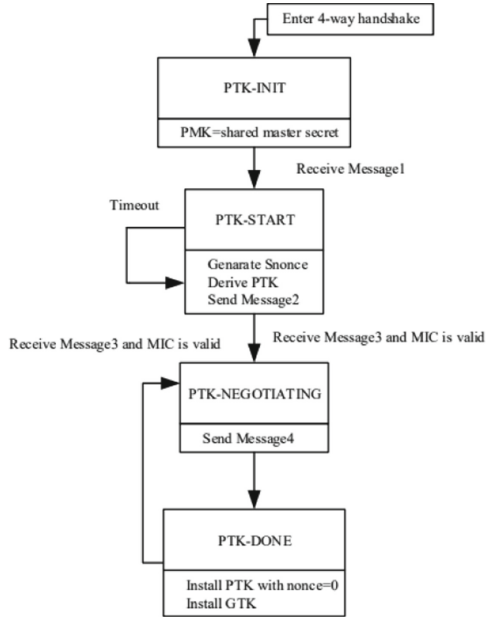 Enter 4-way handshake
PTK-INIT
PMK=shared master secret
Receive Message1
Timeout
PTK-START
Genarate Snonce
Derive PTK
Send Message2
Receive Message3 and MIC is valid
Receive Message3 and MIC is valid
PTK-NEGOTIATING
Send Message4
PTK-DONE
Install PTK with nonce=0
Install GTK